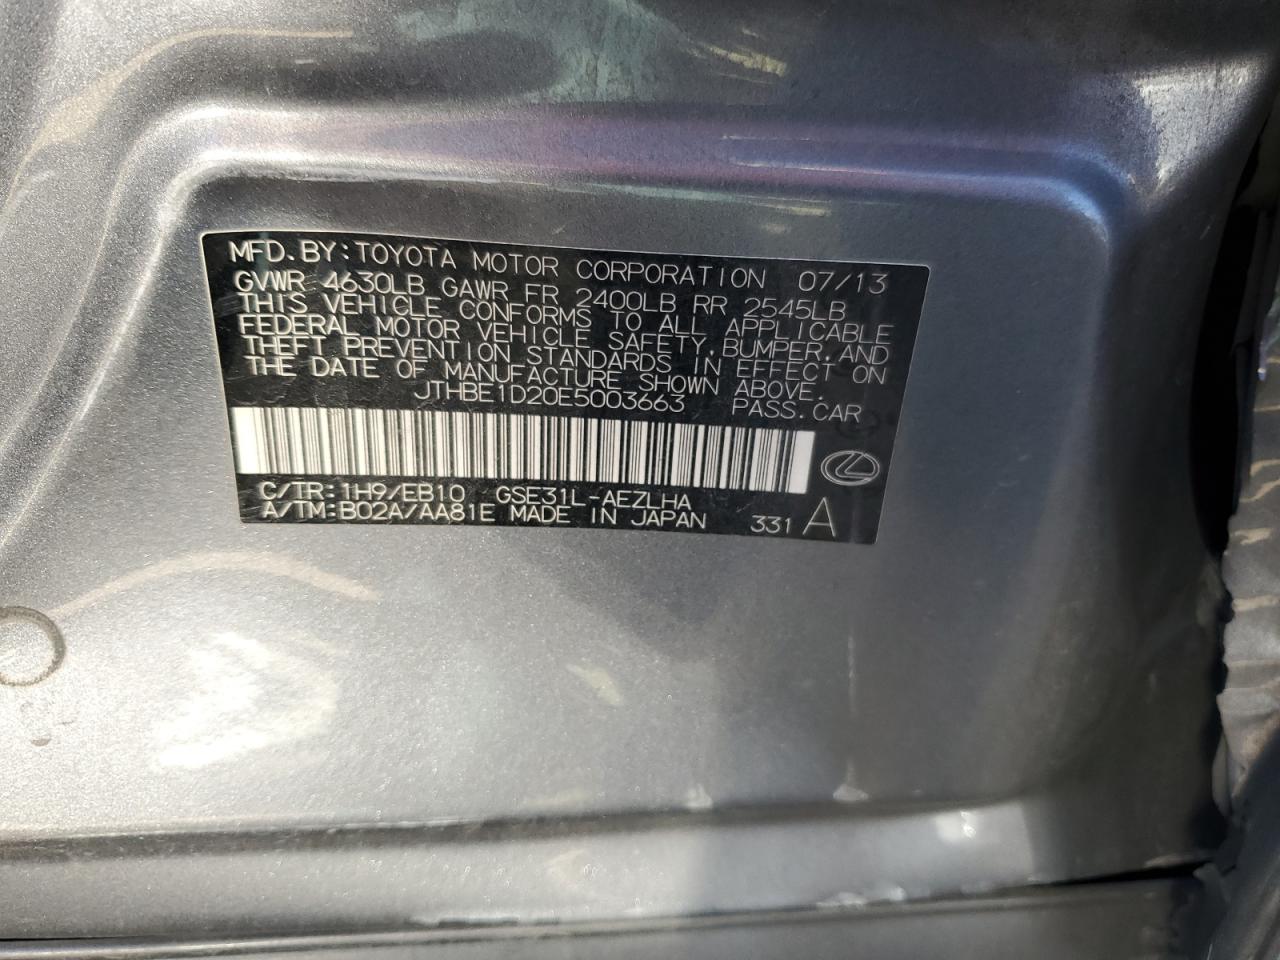 MFD.BY:TOYOTA MOTOR CORPORATION 07/13
GVWR 4630LB GAWR FR 2400LB RR 2545LB
THIS VEHICLE CONFORMS TO ALL APPLICABLE
FEDERAL MOTOR VEHICLE SAFETY,BUMPER,AND
THEFT PREVENTION STANDARDS IN EFFECT ON
THE DATE OF MANUFACTURE SHOWN ABOVE.
JTHBE1D20E5003663 PASS.CAR
C/TR:1H9/EB10 GSE31L-AEZLHA
A/TM:B02A/AA81E MADE IN JAPAN 331 A